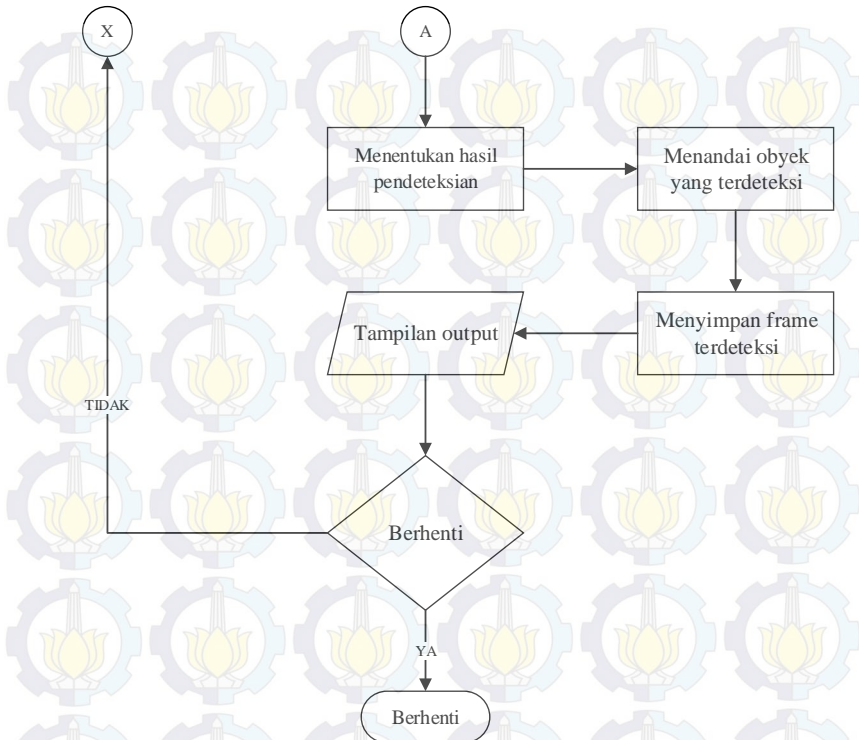 X
A
Menentukan hasil
pendeteksian
Menandai obyek
yang terdeteksi
Tampilan output
Menyimpan frame
terdeteksi
TIDAK
Berhenti
YA
Berhenti